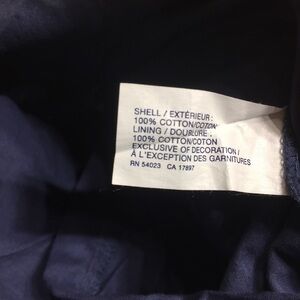 SHELL / EXTÉRIEUR:
100% COTTON/COTON
LINING / DOUBLURE:
100% COTTON/COTON
EXCLUSIVE OF DECORATION/
À L'EXCEPTION DES GARNITURES
RN 54023 CA 17897